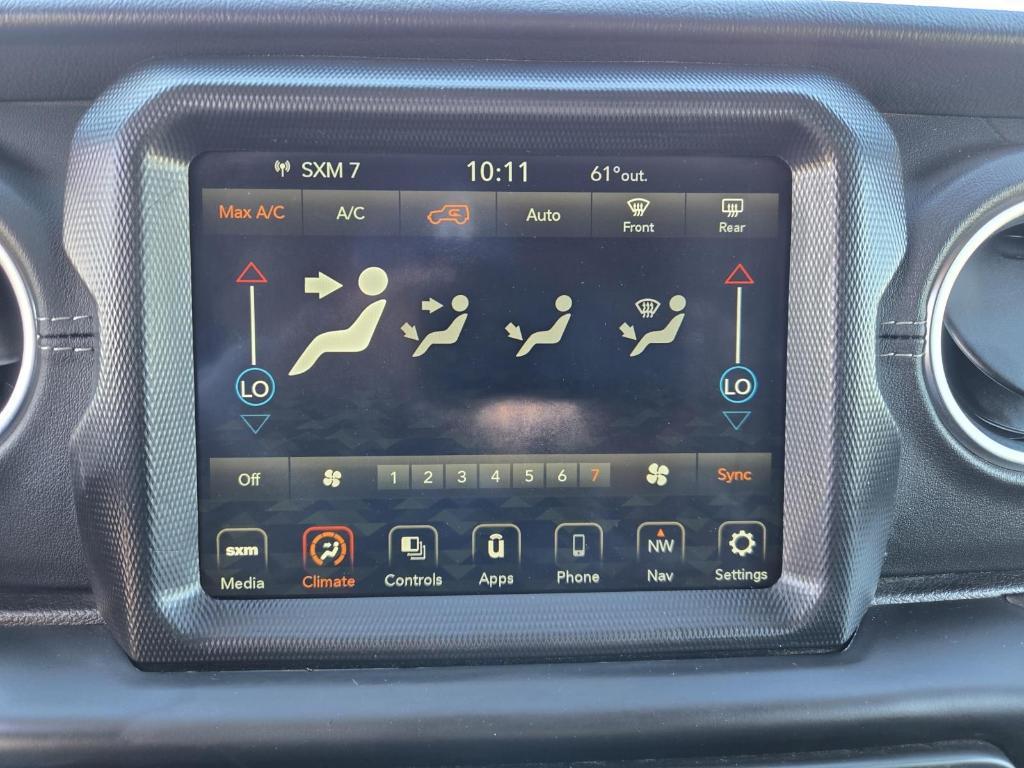 SXM 7 10:11 61°out.
Max A/C A/C Auto Front Rear
LO LO
Off 1 2 3 4 5 6 7 Sync
sxm ū NW
Media Climate Controls Apps Phone Nav Settings